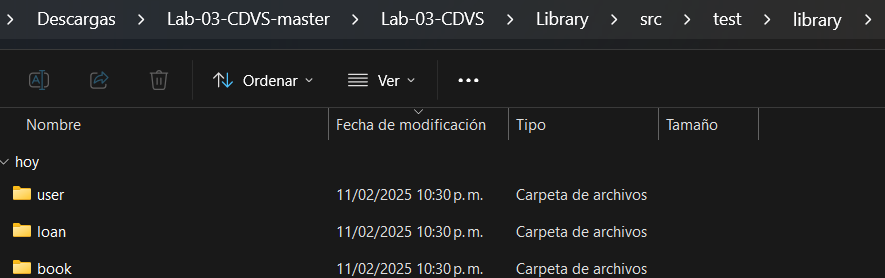 Descargas > Lab-03-CDVS-master > Lab-03-CDVS > Library > src > test > library >
Ordenar Ver
Nombre Fecha de modificación Tipo Tamaño
hoy
user 11/02/2025 10:30 p. m. Carpeta de archivos
loan 11/02/2025 10:30 p. m. Carpeta de archivos
book 11/02/2025 10:30 p. m. Carpeta de archivos